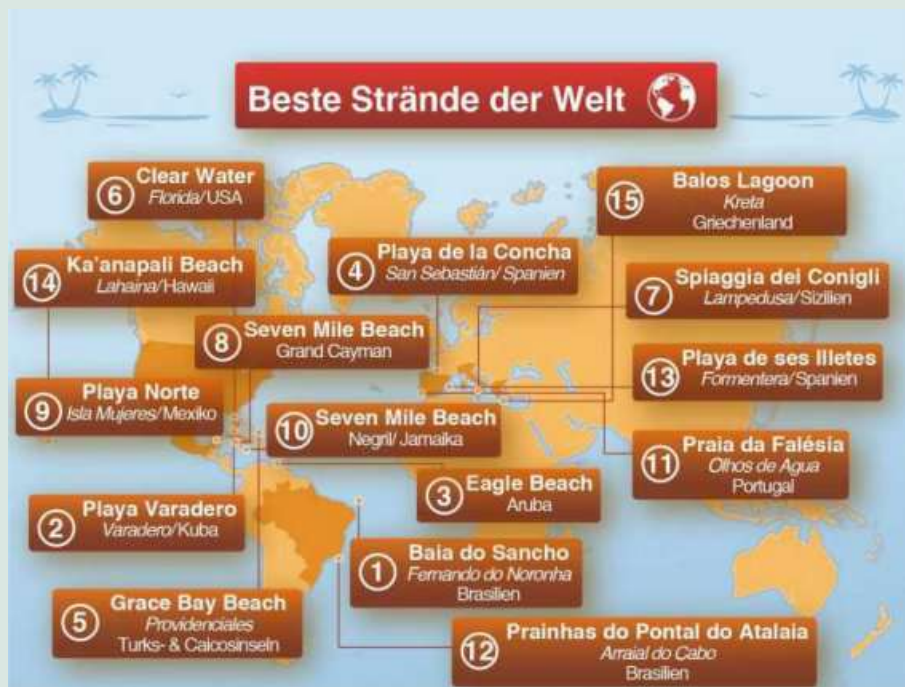 Beste Strände der Welt
6
Clear Water
Florida/USA
15
Balos Lagoon
Kreta
Griechenland
14
Ka'anapali Beach
Lahaina/Hawaii
4
Playa de la Concha
San Sebastián/Spanien
7
Spiaggia dei Conigli
Lampedusa/Sizilien
8
Seven Mile Beach
Grand Cayman
13
Playa de ses Illetes
Formentera/Spanien
9
Playa Norte
Isla Mujeres/Mexiko
10
Seven Mile Beach
Negril/Jamaika
11
Praia da Falésia
Olhos de Agua
Portugal
3
Eagle Beach
Aruba
2
Playa Varadero
Varadero/Kuba
1
Baia do Sancho
Fernando do Noronha
Brasilien
5
Grace Bay Beach
Providenciales
Turks- & Caicosinseln
12
Prainhas do Pontal do Atalaia
Arraial do Cabo
Brasilien